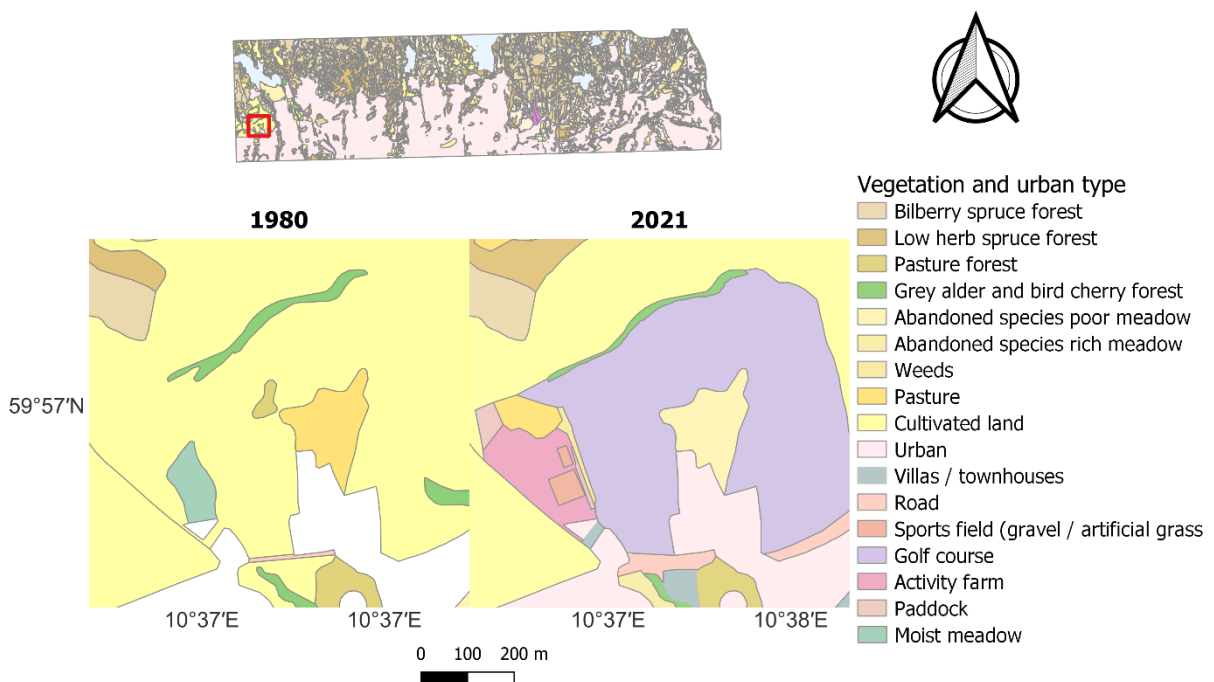 1980
2021
59°57′N
10°37′E
10°37′E
10°37′E
10°38′E
0 100 200 m
Vegetation and urban type
Bilberry spruce forest
Low herb spruce forest
Pasture forest
Grey alder and bird cherry forest
Abandoned species poor meadow
Abandoned species rich meadow
Weeds
Pasture
Cultivated land
Urban
Villas / townhouses
Road
Sports field (gravel / artificial grass
Golf course
Activity farm
Paddock
Moist meadow